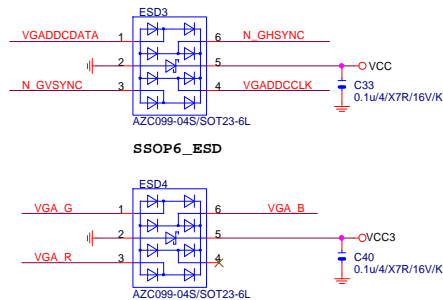 ESD3
VGADDCDATA 1 6 N_GHSYNC
2 5 VCC
N_GVSYNC 3 4 VGADDCCLK
C33
0.1u/4/X7R/16V/K
AZC099-04S/SOT23-6L
SSOP6_ESD
ESD4
VGA_G 1 6 VGA_B
2 5 VCC3
VGA_R 3 4
C40
0.1u/4/X7R/16V/K
AZC099-04S/SOT23-6L